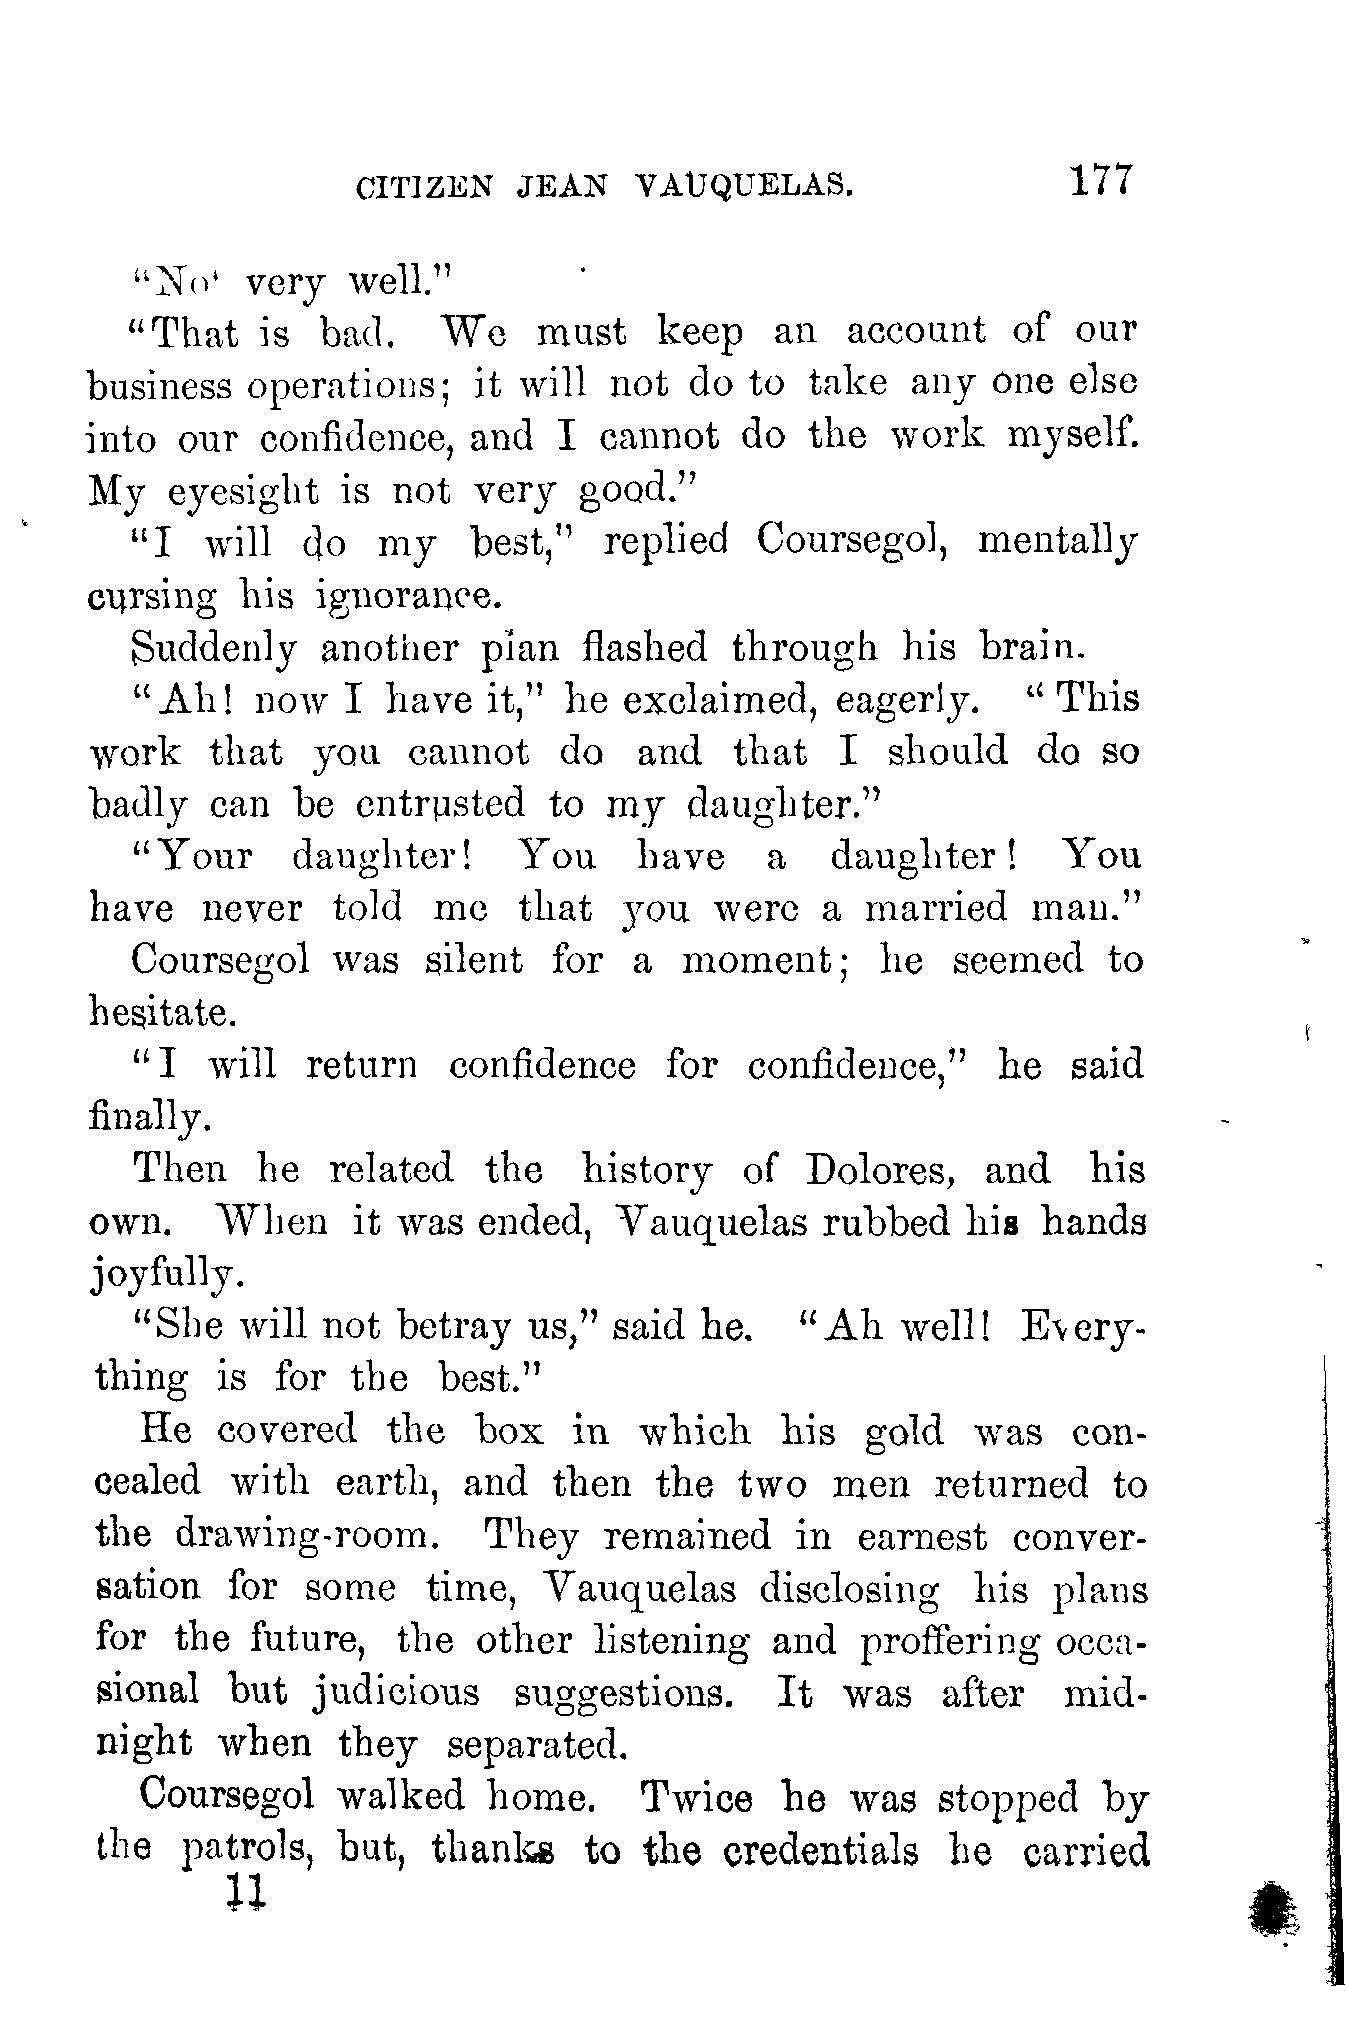 CITIZEN JEAN VAUQUELAS. 177
"Not very well."
"That is bad. We must keep an account of our
business operations; it will not do to take any one else
into our confidence, and I cannot do the work myself.
My eyesight is not very good."
"I will do my best," replied Coursegol, mentally
cursing his ignorance.
Suddenly another plan flashed through his brain.
"Ah! now I have it," he exclaimed, eagerly. "This
work that you cannot do and that I should do so
badly can be entrusted to my daughter."
"Your daughter! You have a daughter! You
have never told me that you were a married man."
Coursegol was silent for a moment; he seemed to
hesitate.
"I will return confidence for confidence," he said
finally.
Then he related the history of Dolores, and his
own. When it was ended, Vauquelas rubbed his hands
joyfully.
"She will not betray us," said he. "Ah well! Every-
thing is for the best."
He covered the box in which his gold was con-
cealed with earth, and then the two men returned to
the drawing-room. They remained in earnest conver-
sation for some time, Vauquelas disclosing his plans
for the future, the other listening and proffering occa-
sional but judicious suggestions. It was after mid-
night when they separated.
Coursegol walked home. Twice he was stopped by
the patrols, but, thanks to the credentials he carried
11